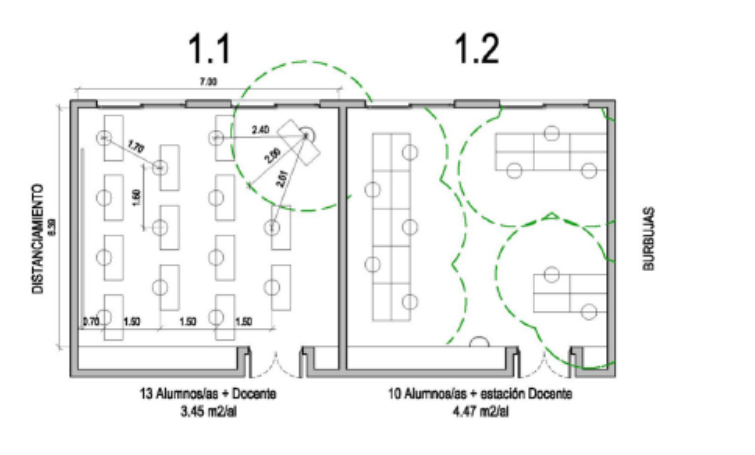 1.1
1.2
7.00
DISTANCIAMIENTO
6.39
1.70
2.40
2.00
2.01
1.60
0.70
1.50
1.50
1.50
BURBUJAS
13 Alumnos/as + Docente
3.45 m2/al
10 Alumnos/as + estación Docente
4.47 m2/al